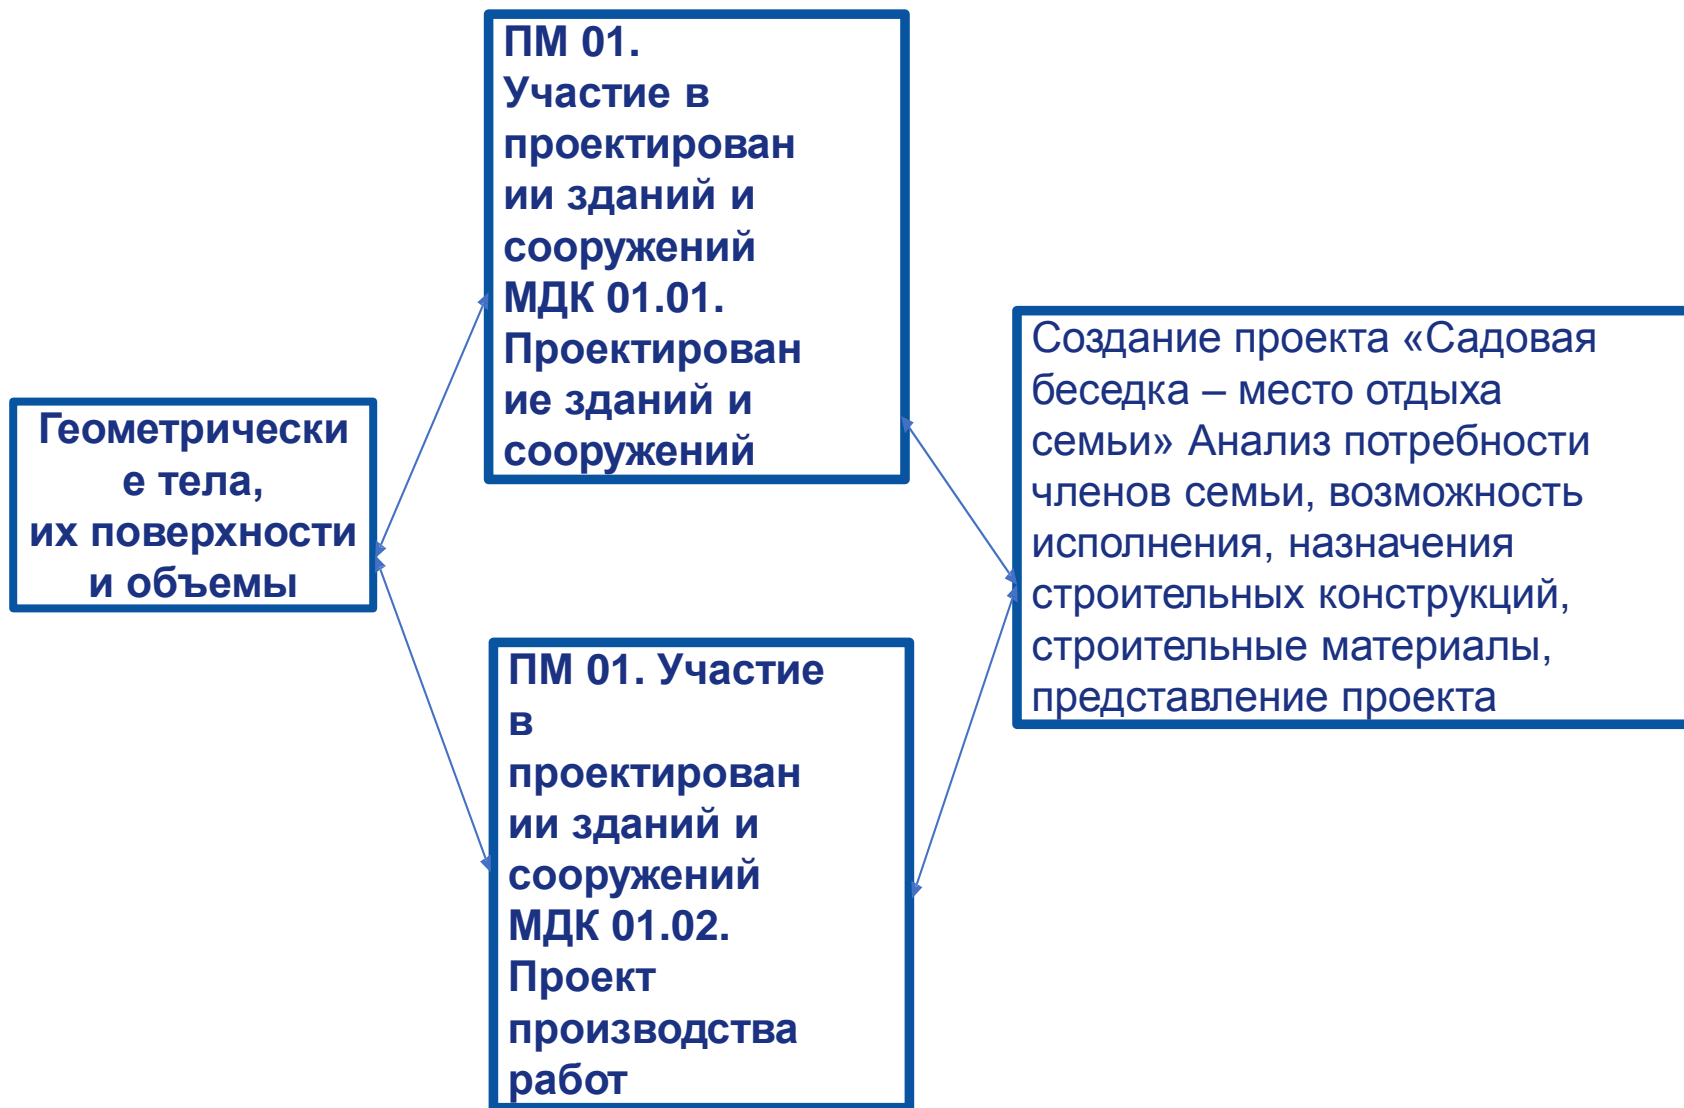 Геометрически
е тела,
их поверхности
и объемы
ПМ 01.
Участие в
проектирован
ии зданий и
сооружений
МДК 01.01.
Проектирован
ие зданий и
сооружений
ПМ 01. Участие
в
проектирован
ии зданий и
сооружений
МДК 01.02.
Проект
производства
работ
Создание проекта «Садовая
беседка – место отдыха
семьи» Анализ потребности
членов семьи, возможность
исполнения, назначения
строительных конструкций,
строительные материалы,
представление проекта